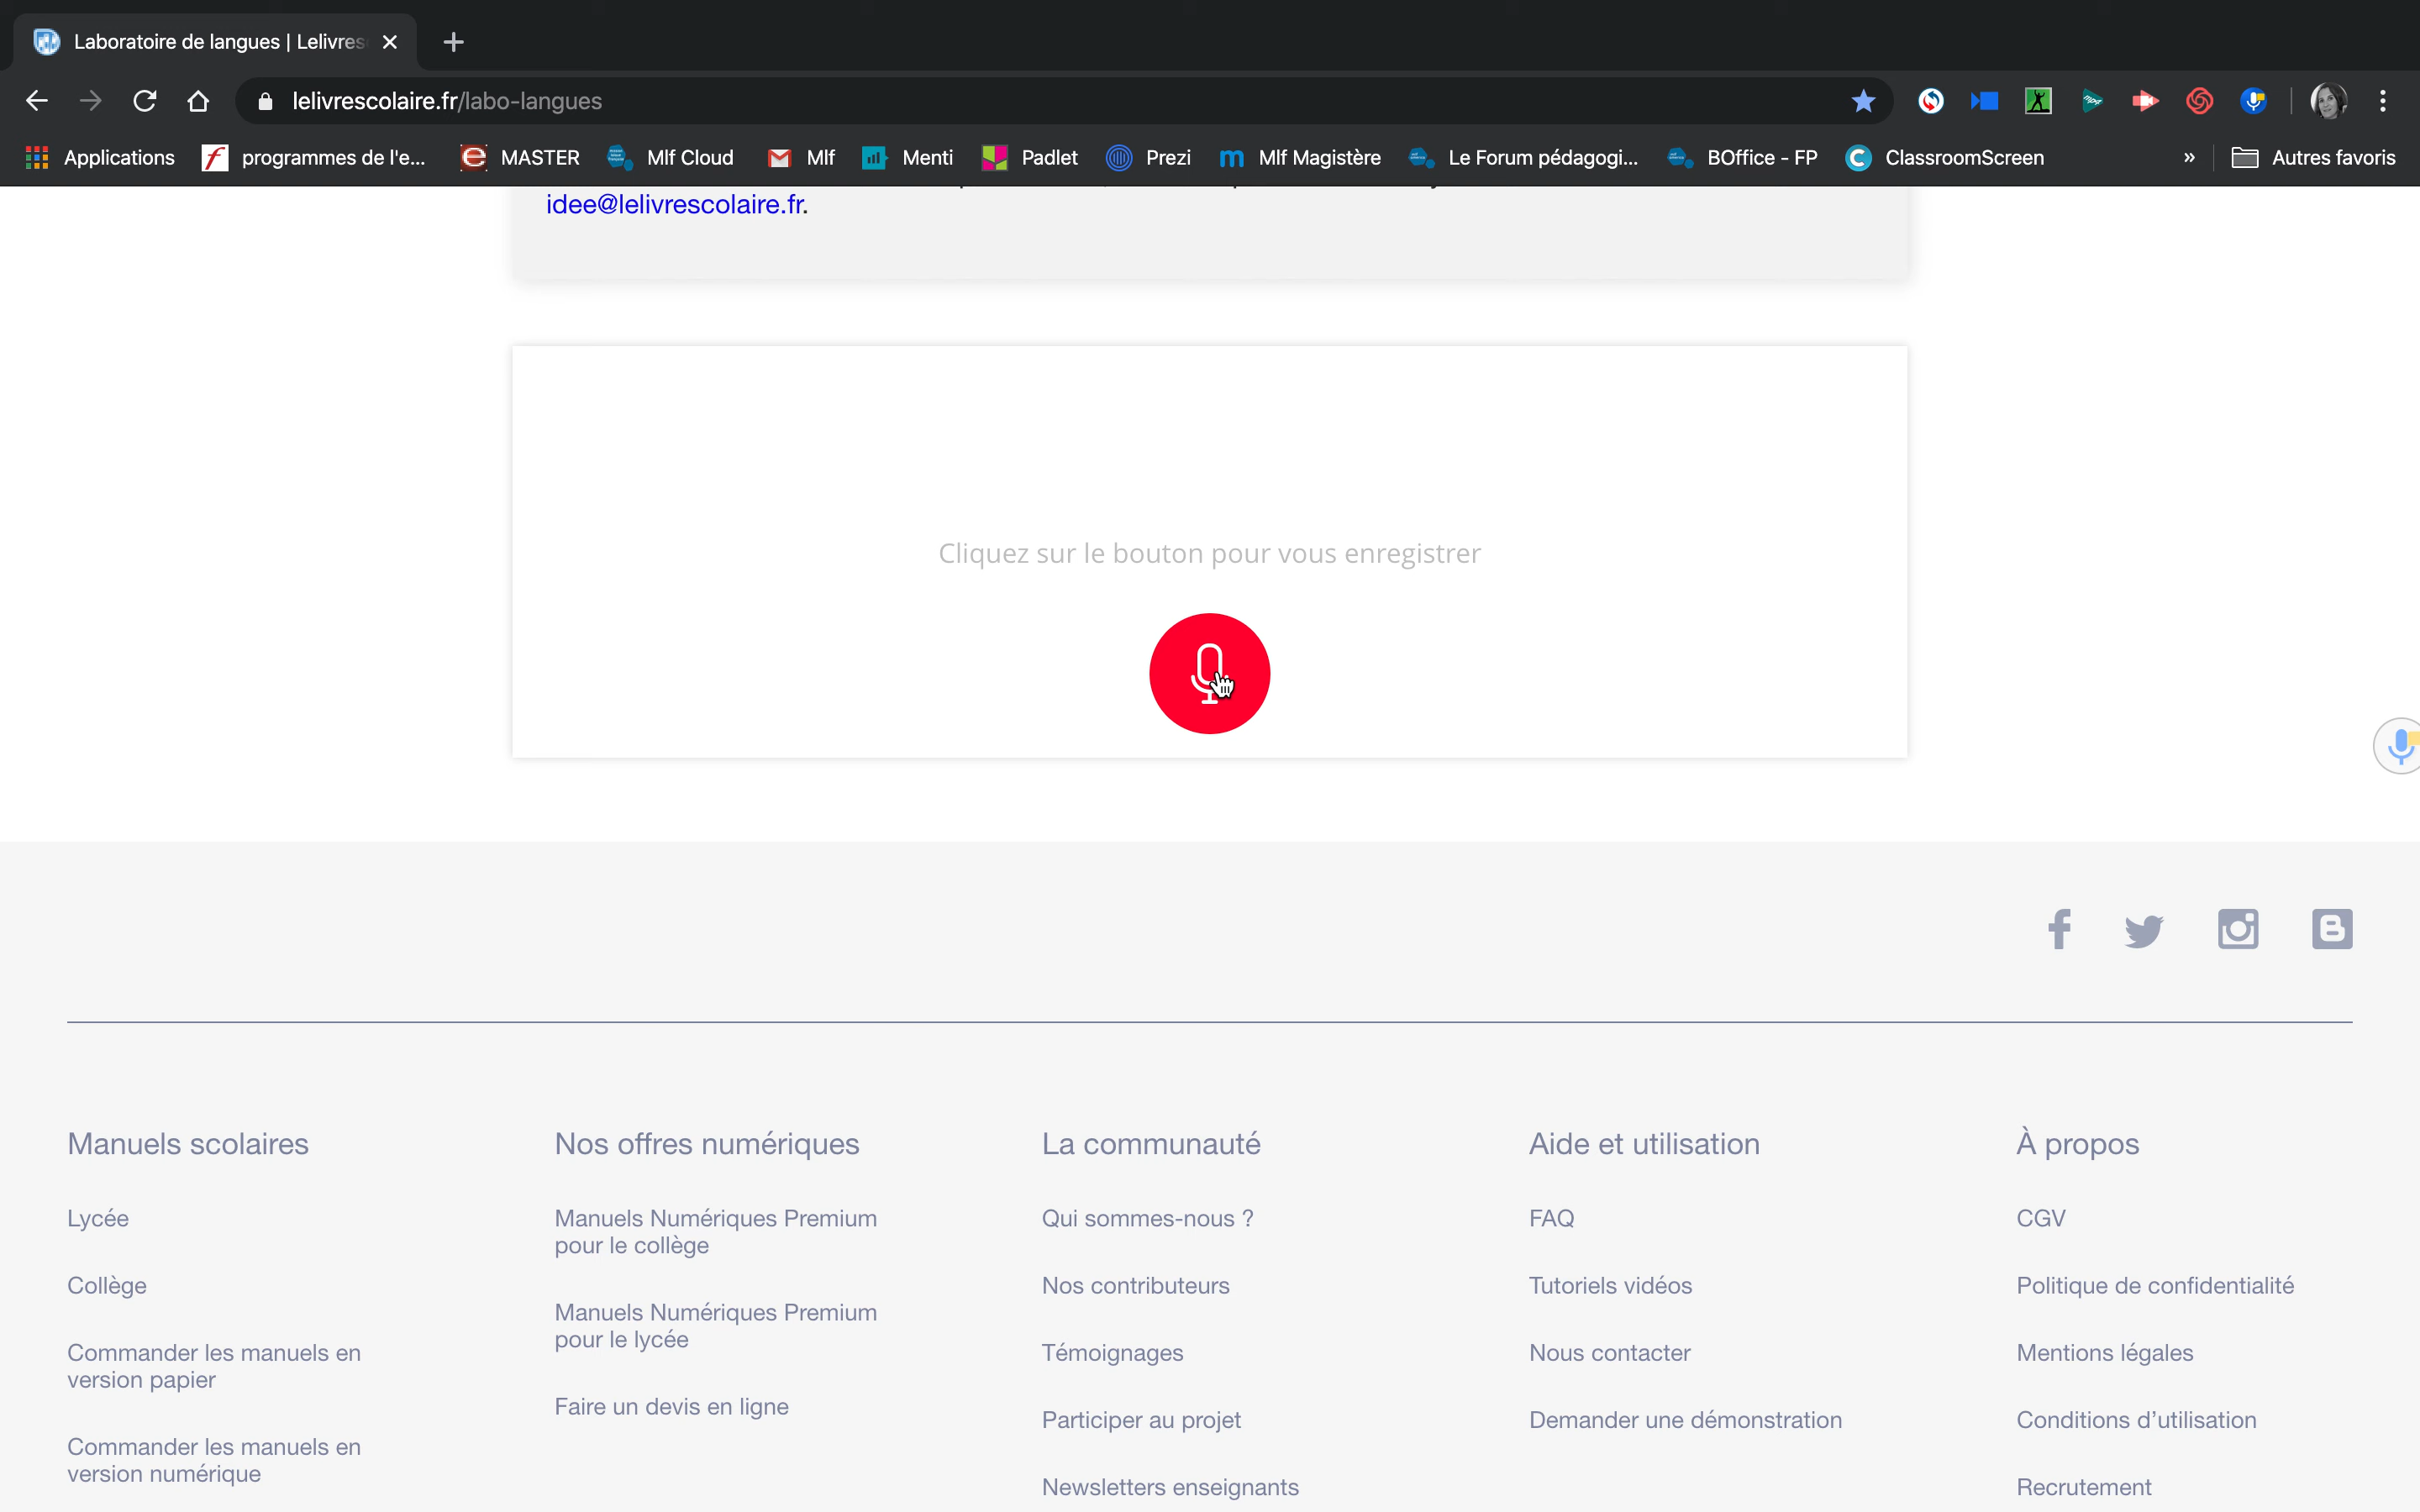 Laboratoire de langues | Lelivres
lelivrescolaire.fr/labo-langues
Applications programmes de l'e... MASTER Mlf Cloud Mlf Menti Padlet Prezi Mlf Magistère Le Forum pédagogi... BOffice - FP ClassroomScreen » Autres favoris
idee@lelivrescolaire.fr.
Cliquez sur le bouton pour vous enregistrer
Manuels scolaires
Lycée
Collège
Commander les manuels en
version papier
Commander les manuels en
version numérique
Nos offres numériques
Manuels Numériques Premium
pour le collège
Manuels Numériques Premium
pour le lycée
Faire un devis en ligne
La communauté
Qui sommes-nous ?
Nos contributeurs
Témoignages
Participer au projet
Newsletters enseignants
Aide et utilisation
FAQ
Tutoriels vidéos
Nous contacter
Demander une démonstration
À propos
CGV
Politique de confidentialité
Mentions légales
Conditions d'utilisation
Recrutement